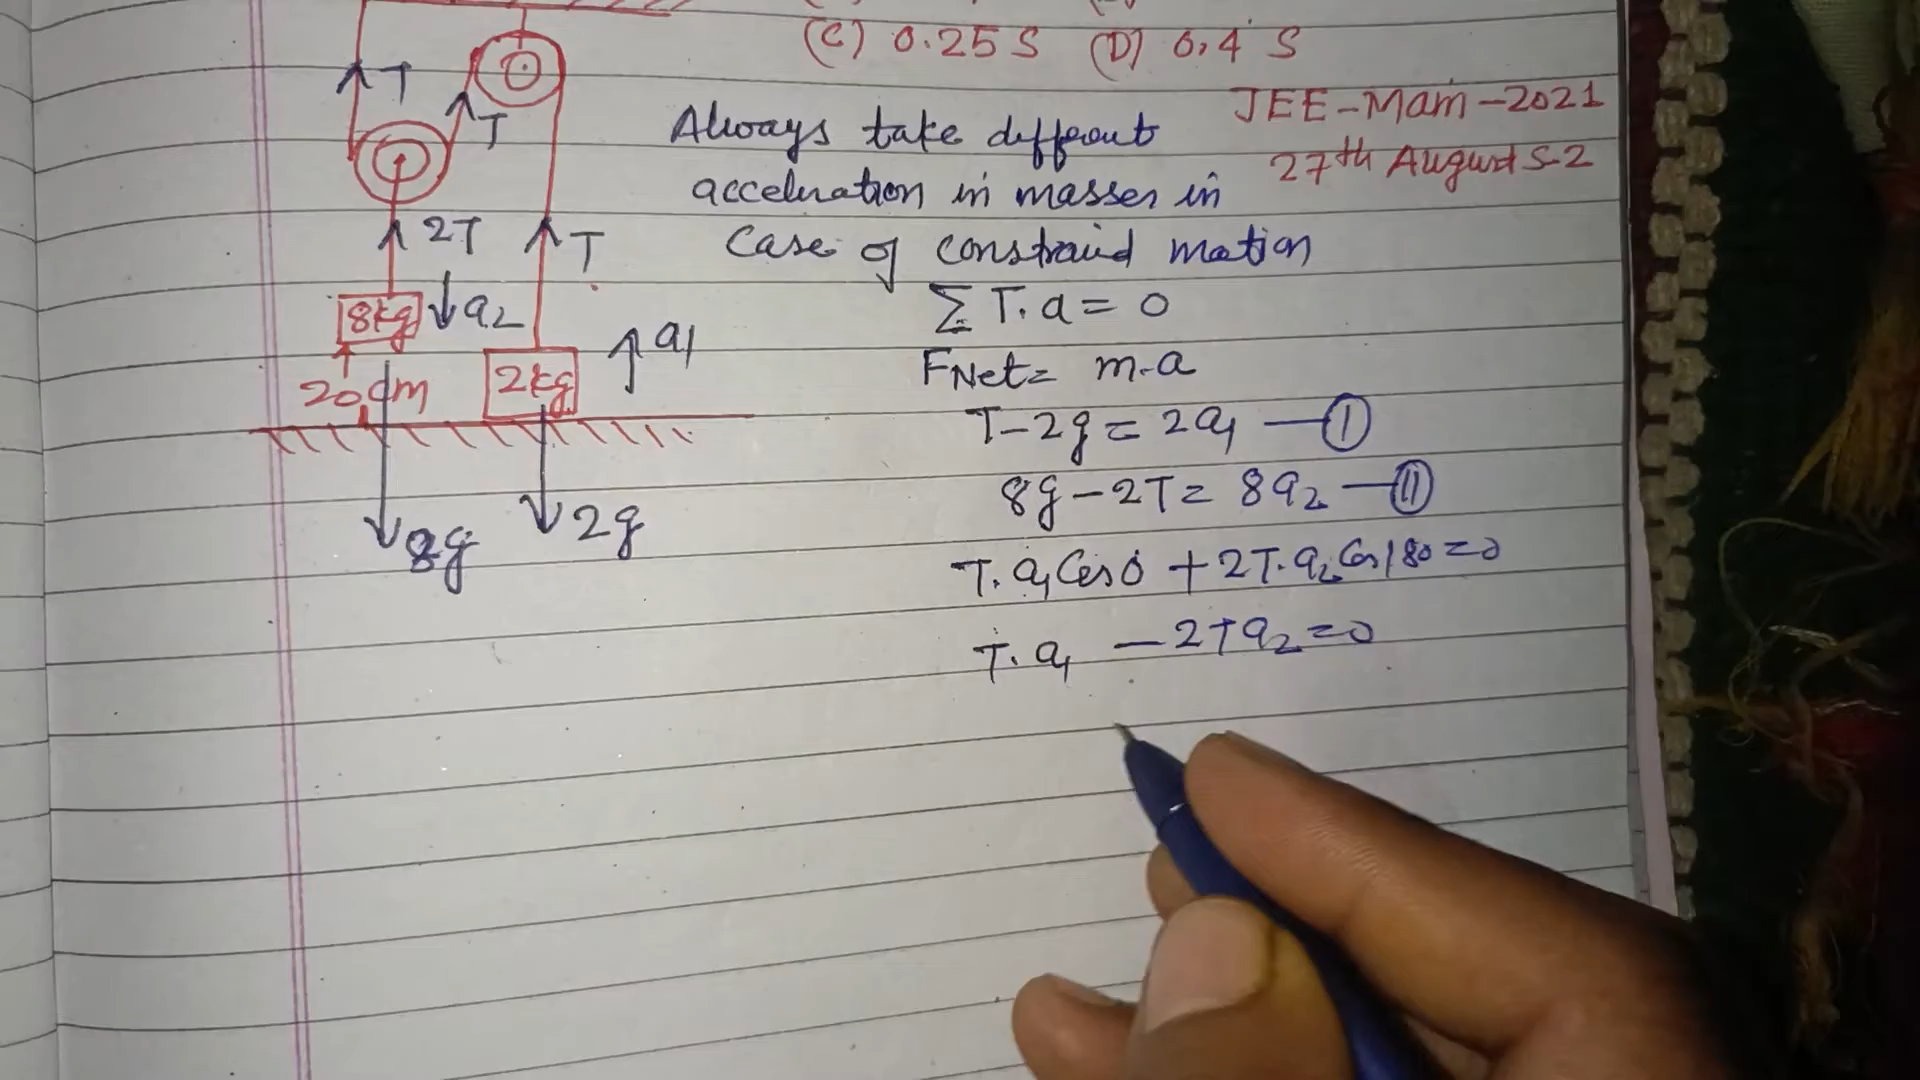 (C) 0.25 S (D) 0.4 S
JEE-Main-2021
27th August S-2
Always take different
acceleration in masses in
Case of constraind motion
Σ T. a = 0
FNet = m.a
T - 2g = 2a1 — I
8g - 2T = 8a2 — II
T. a1 Cos0 + 2T. a2 Cos180 = 0
T. a1 - 2Ta2 = 0
T
T
2T
T
8kg
a2
a1
20cm
2kg
8g
2g